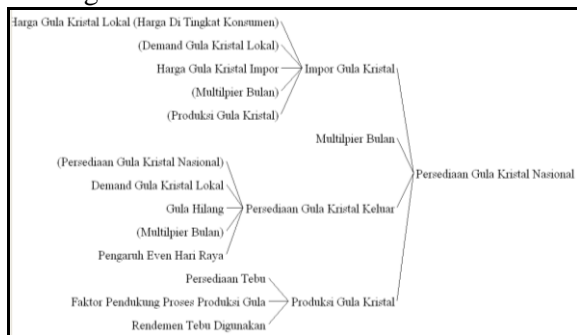 Harga Gula Kristal Lokal (Harga Di Tingkat Konsumen)
(Demand Gula Kristal Lokal)
Harga Gula Kristal Impor
(Multilpier Bulan)
(Produksi Gula Kristal)
Impor Gula Kristal
Multilpier Bulan
(Persediaan Gula Kristal Nasional)
Demand Gula Kristal Lokal
Gula Hilang
(Multilpier Bulan)
Pengaruh Even Hari Raya
Persediaan Gula Kristal Keluar
Persediaan Tebu
Faktor Pendukung Proses Produksi Gula
Rendemen Tebu Digunakan
Produksi Gula Kristal
Persediaan Gula Kristal Nasional